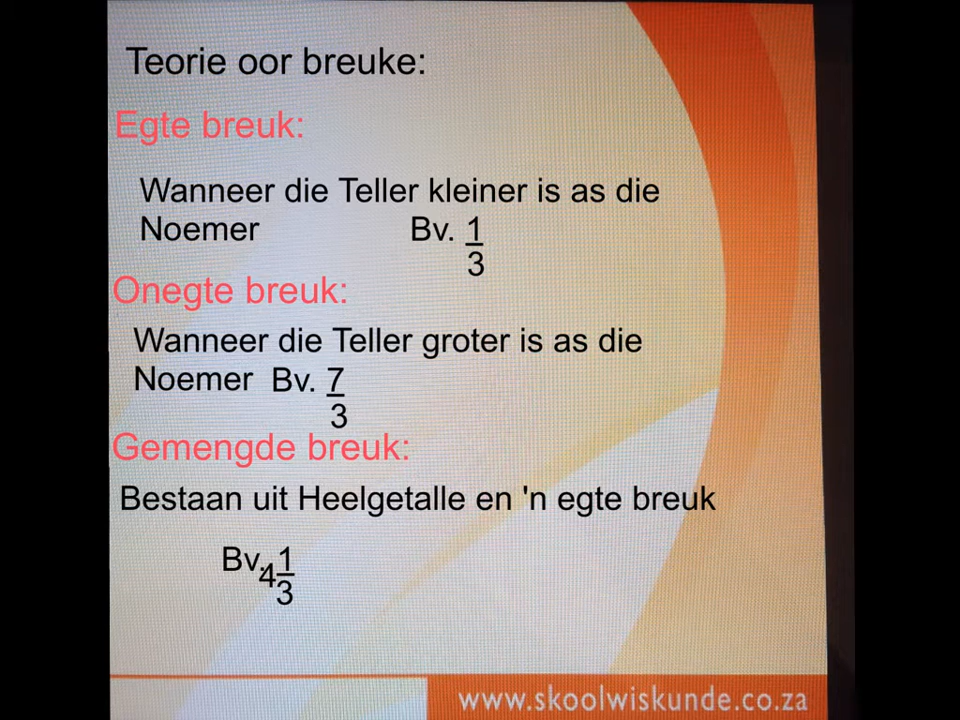 Teorie oor breuke:
Egte breuk:
Wanneer die Teller kleiner is as die
Noemer Bv. 1/3
Onegte breuk:
Wanneer die Teller groter is as die
Noemer Bv. 7/3
Gemengde breuk:
Bestaan uit Heelgetalle en 'n egte breuk
Bv. 4 1/3
www.skoolwiskunde.co.za